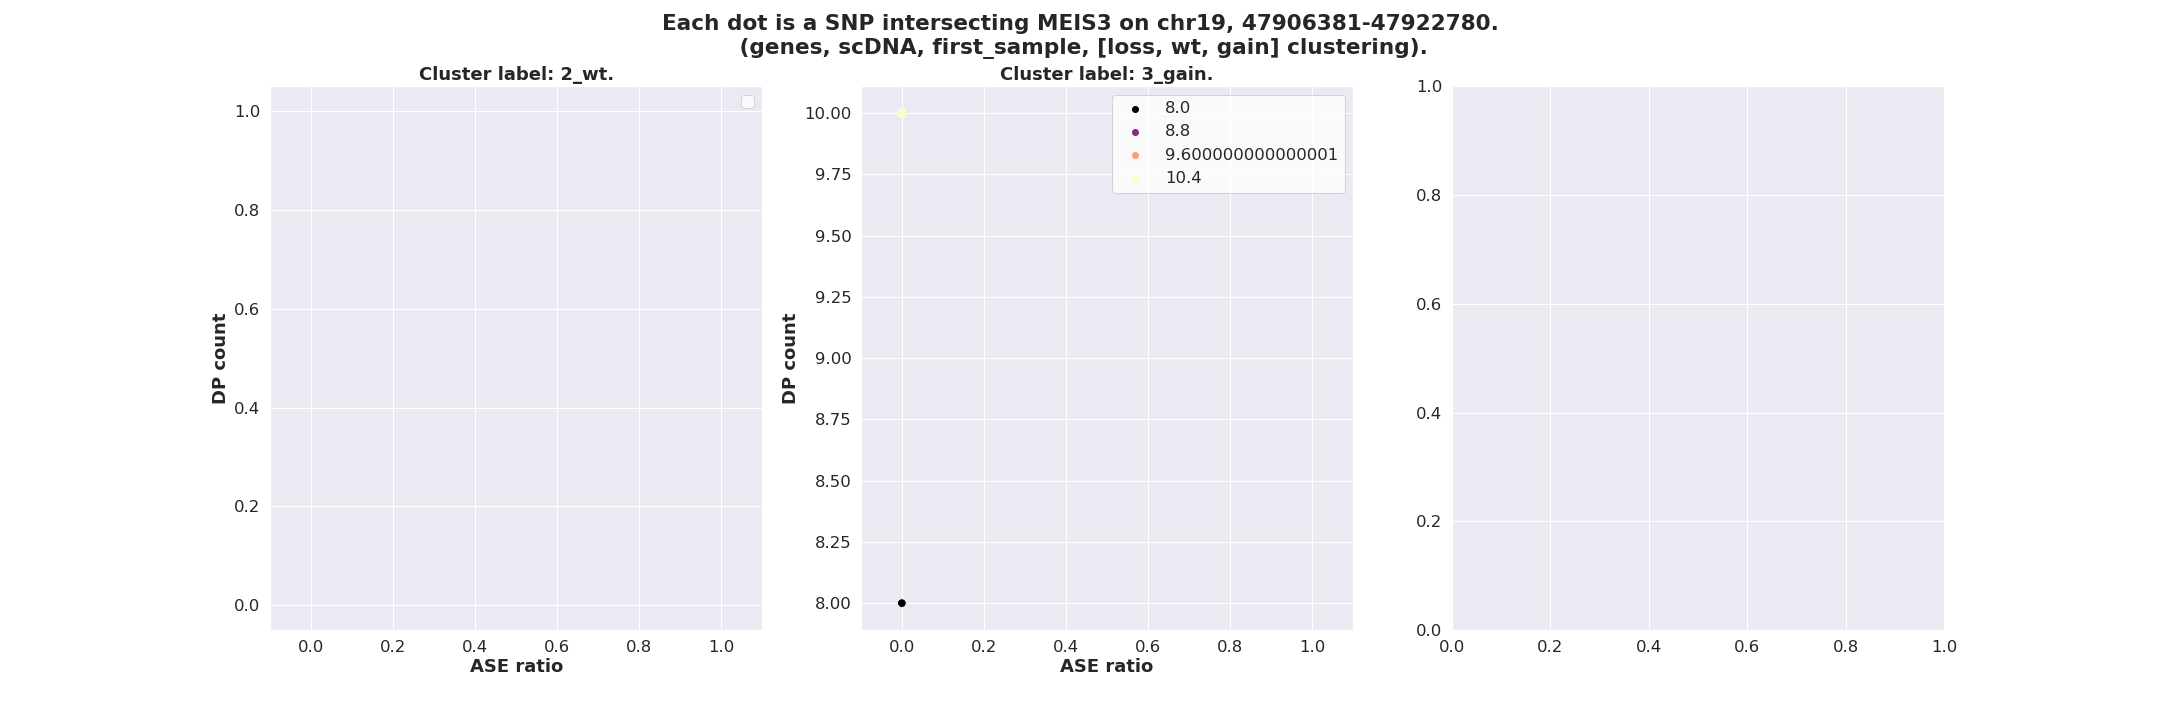 Each dot is a SNP intersecting MEIS3 on chr19, 47906381-47922780.
(genes, scDNA, first_sample, [loss, wt, gain] clustering).
Cluster label: 2_wt.
1.0
0.8
0.6
0.4
0.2
0.0
DP count
0.0 0.2 0.4 0.6 0.8 1.0
ASE ratio
Cluster label: 3_gain.
10.00
9.75
9.50
9.25
9.00
8.75
8.50
8.25
8.00
DP count
8.0
8.8
9.600000000000001
10.4
0.0 0.2 0.4 0.6 0.8 1.0
ASE ratio
1.0
0.8
0.6
0.4
0.2
0.0
0.0 0.2 0.4 0.6 0.8 1.0